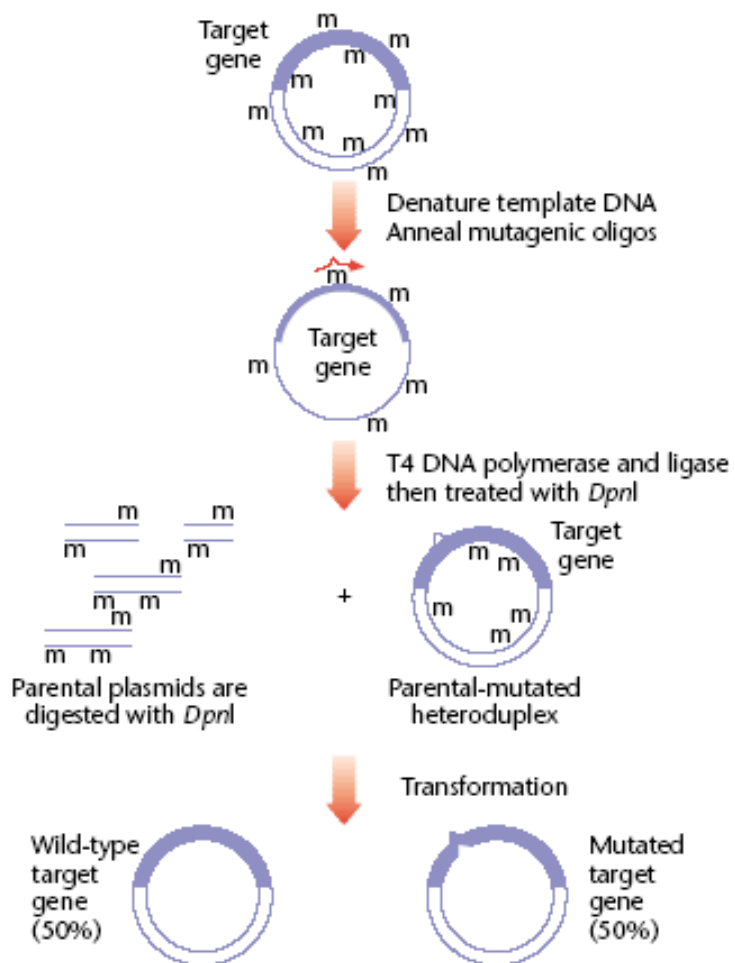 m
Target
gene
m
m
m
m
m
m
m
m
m
Denature template DNA
Anneal mutagenic oligos
m
m
Target
gene
m
m
m
T4 DNA polymerase and ligase
then treated with DpnI
m
m
m
m
m
m
m
m
m
+
Target
gene
m
m
m
m
m
Parental plasmids are
digested with DpnI
Parental-mutated
heteroduplex
Transformation
Wild-type
target
gene
(50%)
Mutated
target
gene
(50%)